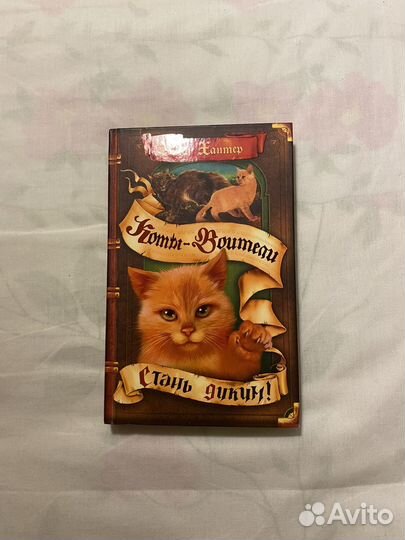 Хантер
Коты-Воители
Стань диким!
Avito